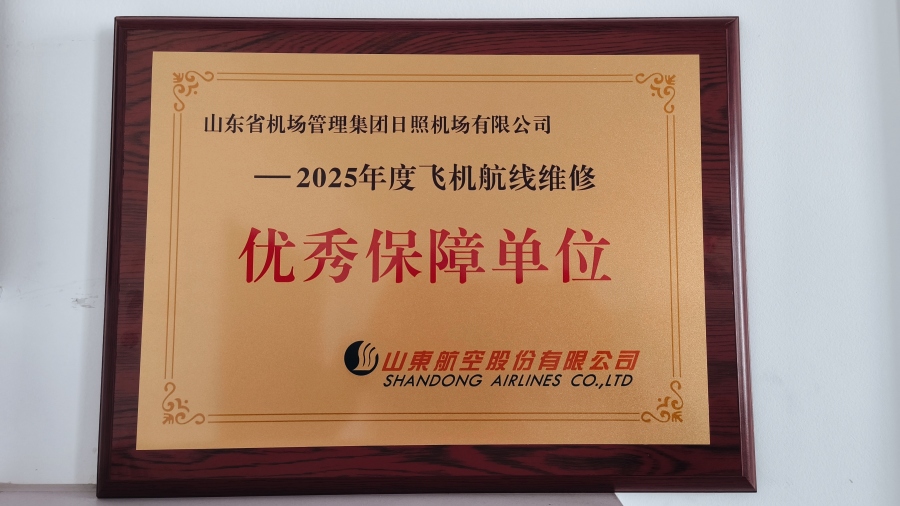 山东省机场管理集团日照机场有限公司
—2025年度飞机航线维修
优秀保障单位
山東航空股份有限公司
SHANDONG AIRLINES CO.,LTD